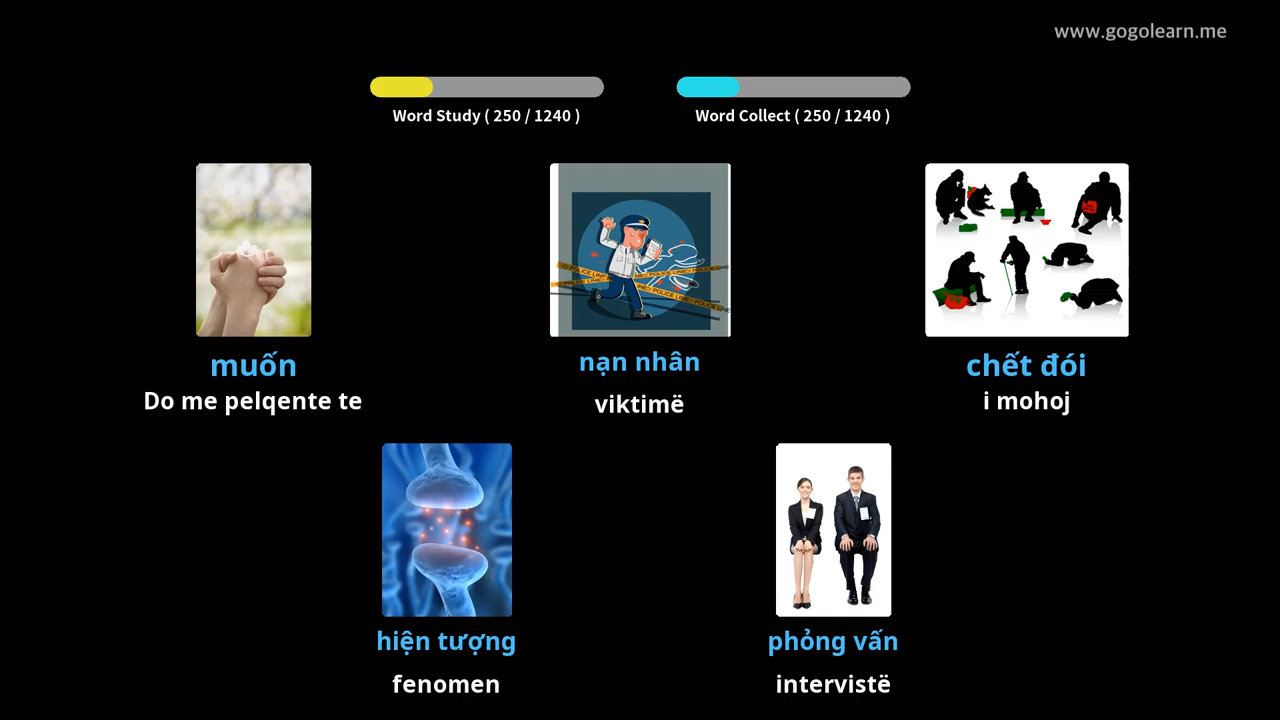 www.gogolearn.me
Word Study ( 250 / 1240 )
Word Collect ( 250 / 1240 )
muốn
Do me pelqente te
nạn nhân
viktimë
chết đói
i mohoj
hiện tượng
fenomen
phỏng vấn
intervistë